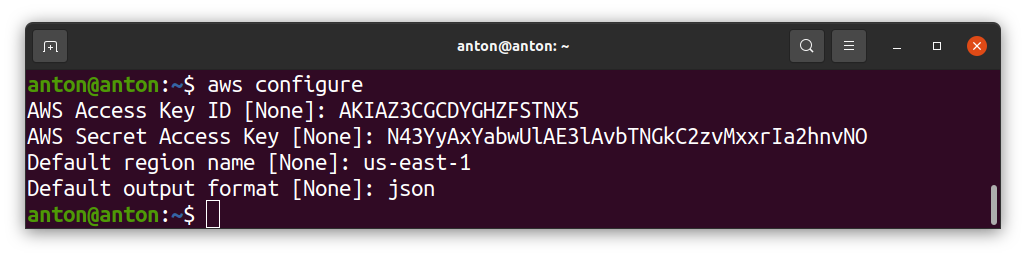 anton@anton: ~
anton@anton:~$ aws configure
AWS Access Key ID [None]: AKIAZ3CGCDYGHZFSTNX5
AWS Secret Access Key [None]: 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
Default region name [None]: us-east-1
Default output format [None]: json
anton@anton:~$